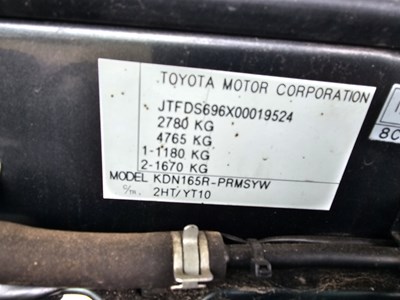 TOYOTA MOTOR CORPORATION
JTFDS696X00019524
2780 KG
4765 KG
1-1180 KG
2-1670 KG
MODEL KDN165R-PRMSYW
C/TR. 2HT/YT10
8C